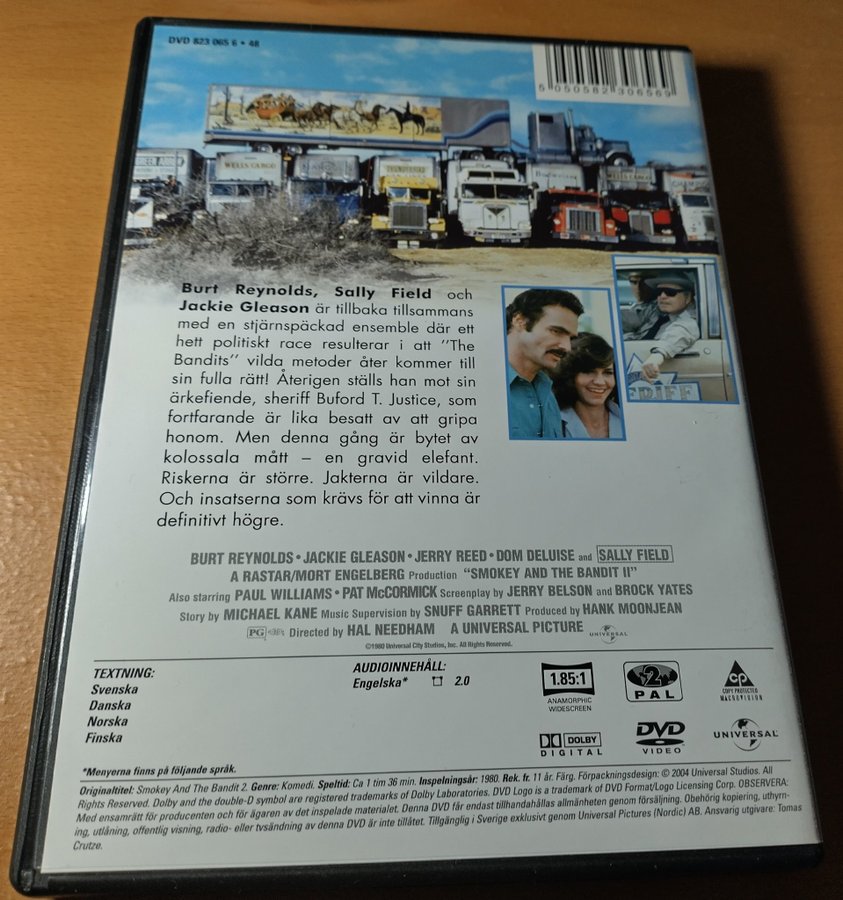 DVD 823 065 6 • 48
5 050582 306569
WELLS CARGO
WELLS CARGO
Burt Reynolds, Sally Field och
Jackie Gleason är tillbaka tillsammans
med en stjärnspäckad ensemble där ett
hett politiskt race resulterar i att "The
Bandits" vilda metoder åter kommer till
sin fulla rätt! Återigen ställs han mot sin
ärkefiende, sheriff Buford T. Justice, som
fortfarande är lika besatt av att gripa
honom. Men denna gång är bytet av
kolossala mått – en gravid elefant.
Riskerna är större. Jakterna är vildare.
Och insatserna som krävs för att vinna är
definitivt högre.
BURT REYNOLDS • JACKIE GLEASON • JERRY REED • DOM DELUISE and SALLY FIELD
A RASTAR/MORT ENGELBERG Production "SMOKEY AND THE BANDIT II"
Also starring PAUL WILLIAMS • PAT McCORMICK Screenplay by JERRY BELSON and BROCK YATES
Story by MICHAEL KANE Music Supervision by SNUFF GARRETT Produced by HANK MOONJEAN
PG Directed by HAL NEEDHAM A UNIVERSAL PICTURE UNIVERSAL
©1980 Universal City Studios, Inc. All Rights Reserved.
TEXTNING:
Svenska
Danska
Norska
Finska
AUDIOINNEHÅLL:
Engelska* 2.0
1.85:1
ANAMORPHIC
WIDESCREEN
2
PAL
CP
COPY PROTECTED
MACROVISION
DOLBY
DIGITAL
DVD
VIDEO
UNIVERSAL
*Menyerna finns på följande språk.
Originaltitel: Smokey And The Bandit 2. Genre: Komedi. Speltid: Ca 1 tim 36 min. Inspelningsår: 1980. Rek. fr. 11 år. Färg. Förpackningsdesign: © 2004 Universal Studios. All
Rights Reserved. Dolby and the double-D symbol are registered trademarks of Dolby Laboratories. DVD Logo is a trademark of DVD Format/Logo Licensing Corp. OBSERVERA:
Med ensamrätt för producenten och för ägaren av det inspelade materialet. Denna DVD får endast tillhandahållas allmänheten genom försäljning. Obehörig kopiering, uthyrn-
ing, utlåning, offentlig visning, radio- eller tvsändning av denna DVD är inte tillåtet. Tillgänglig i Sverige exklusivt genom Universal Pictures (Nordic) AB. Ansvarig utgivare: Tomas
Crutze.